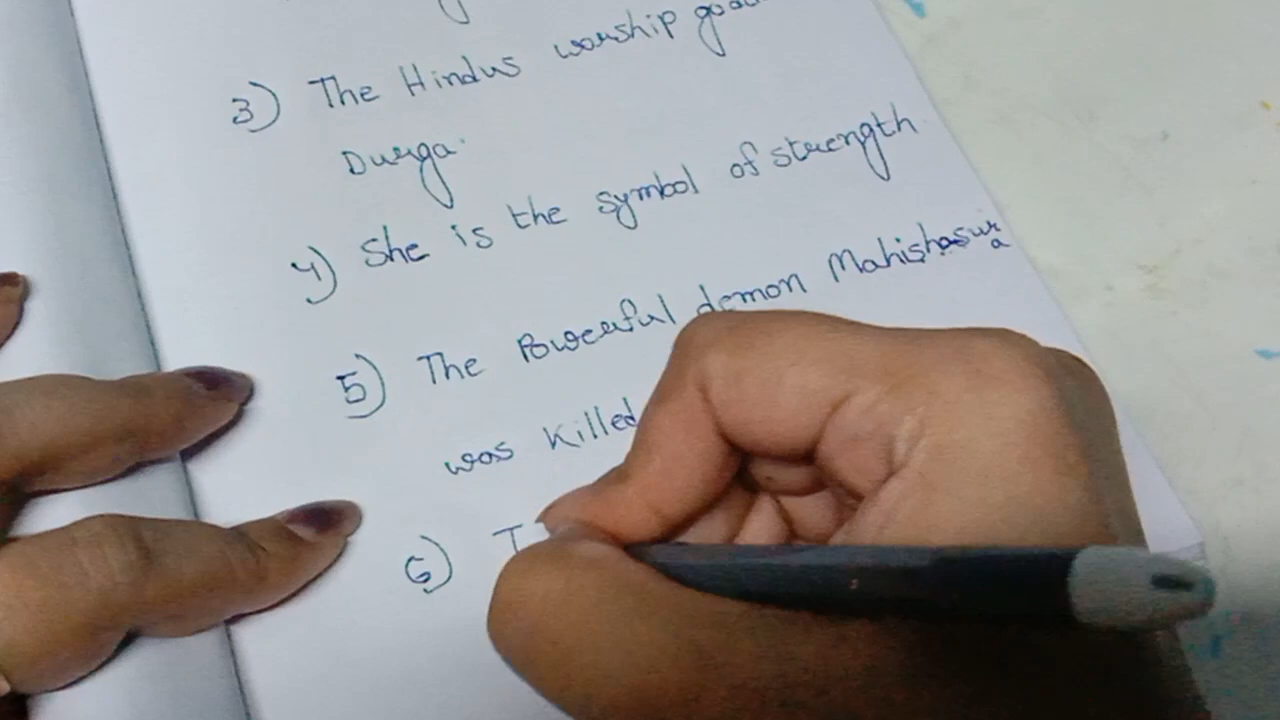 3) The Hindus worship
Durga.
4) She is the symbol of strength
5) The Powerful demon Mahishasura
was killed
6) T